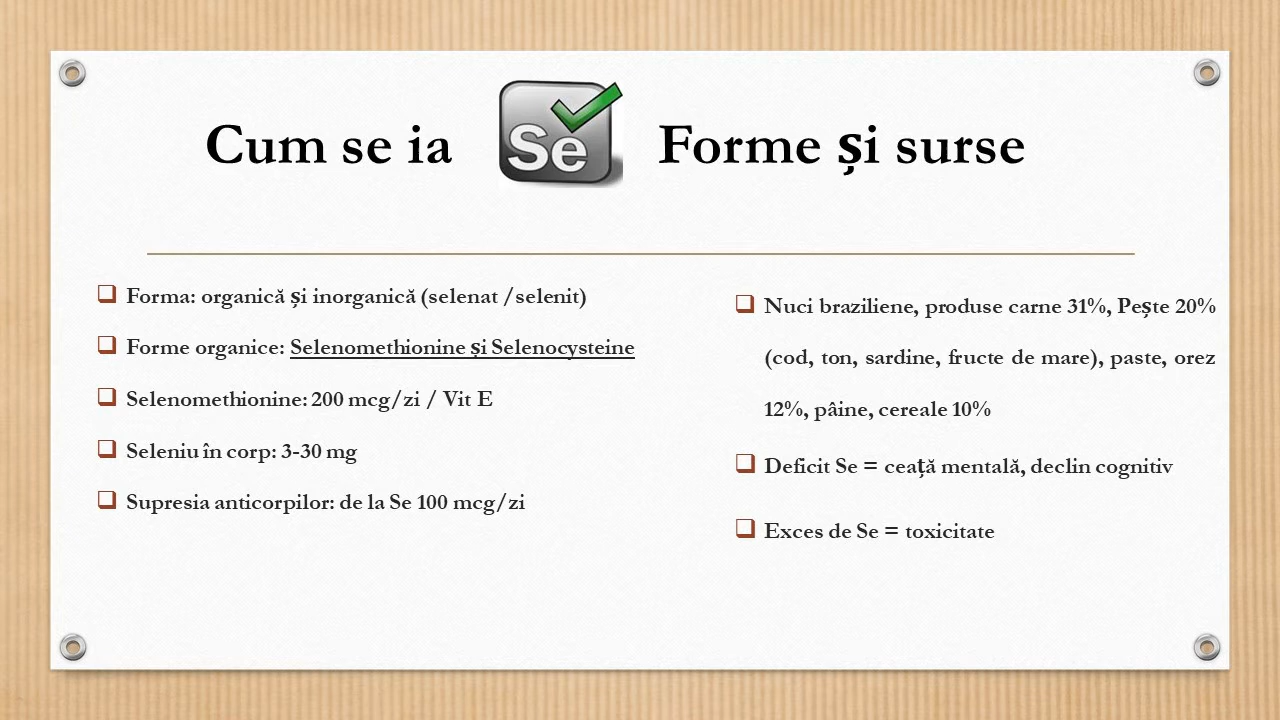 Cum se ia
Se
Forme și surse
❑ Forma: organică și inorganică (selenat /selenit)
❑ Forme organice: Selenomethionine și Selenocysteine
❑ Selenomethionine: 200 mcg/zi / Vit E
❑ Seleniu în corp: 3-30 mg
❑ Supresia anticorpilor: de la Se 100 mcg/zi
❑ Nuci braziliene, produse carne 31%, Pește 20%
(cod, ton, sardine, fructe de mare), paste, orez
12%, pâine, cereale 10%
❑ Deficit Se = ceață mentală, declin cognitiv
❑ Exces de Se = toxicitate